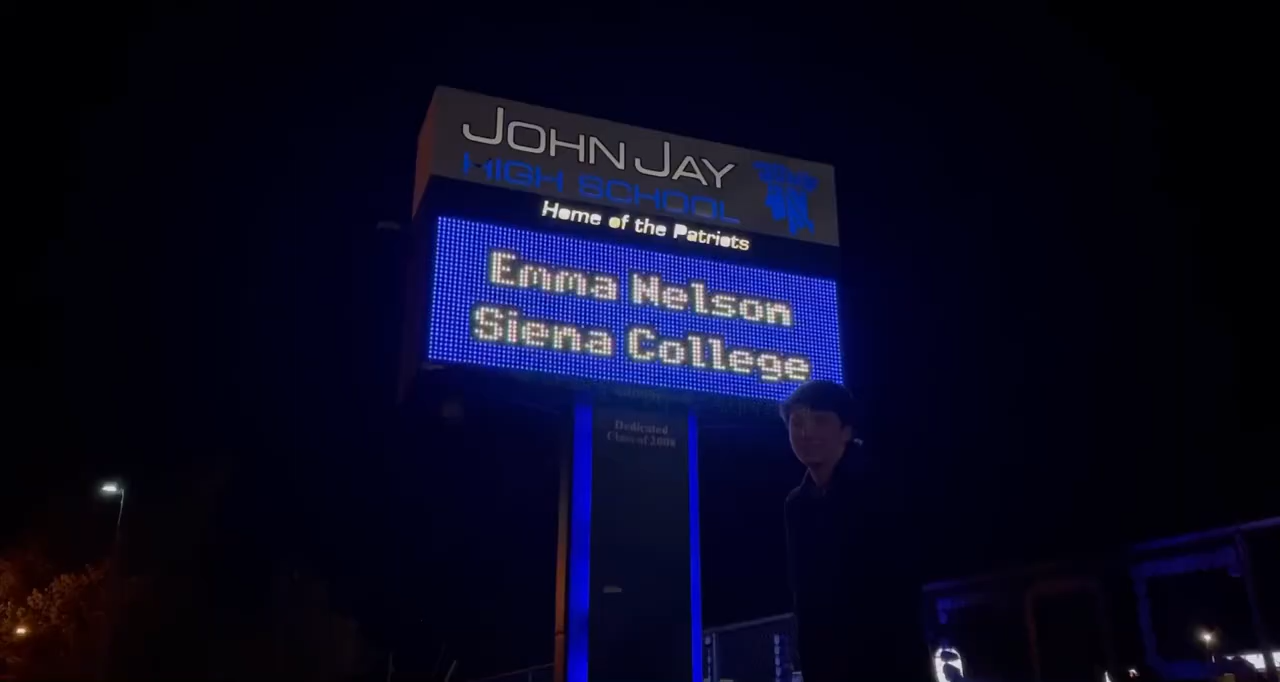 JOHN JAY
HIGH SCHOOL
Home of the Patriots
Emma Nelson
Siena College
Dedicated
Class of 2008